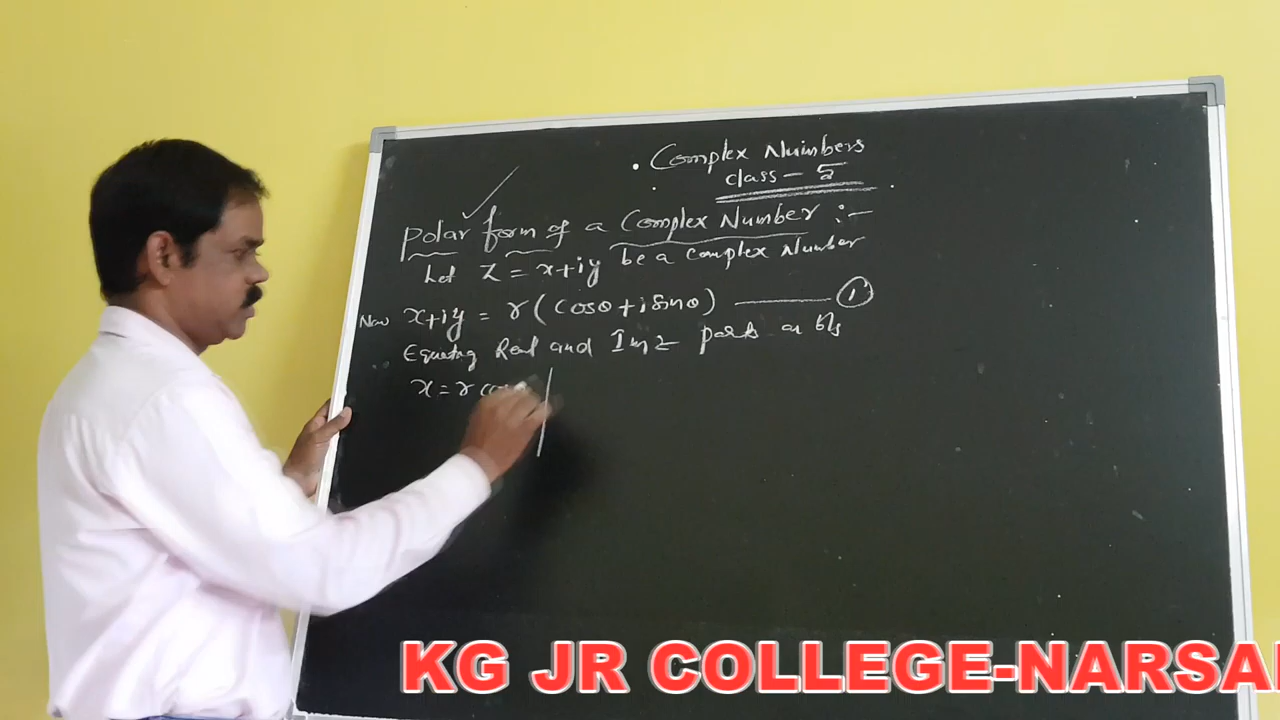 Complex Numbers
class - 5
Polar form of a Complex Number :-
Let Z = x+iy be a complex Number
Now x+iy = r(cosθ+isinθ) ——— 1
Equating Real and Imz parts on b/s
x = r cos
KG JR COLLEGE-NARSA